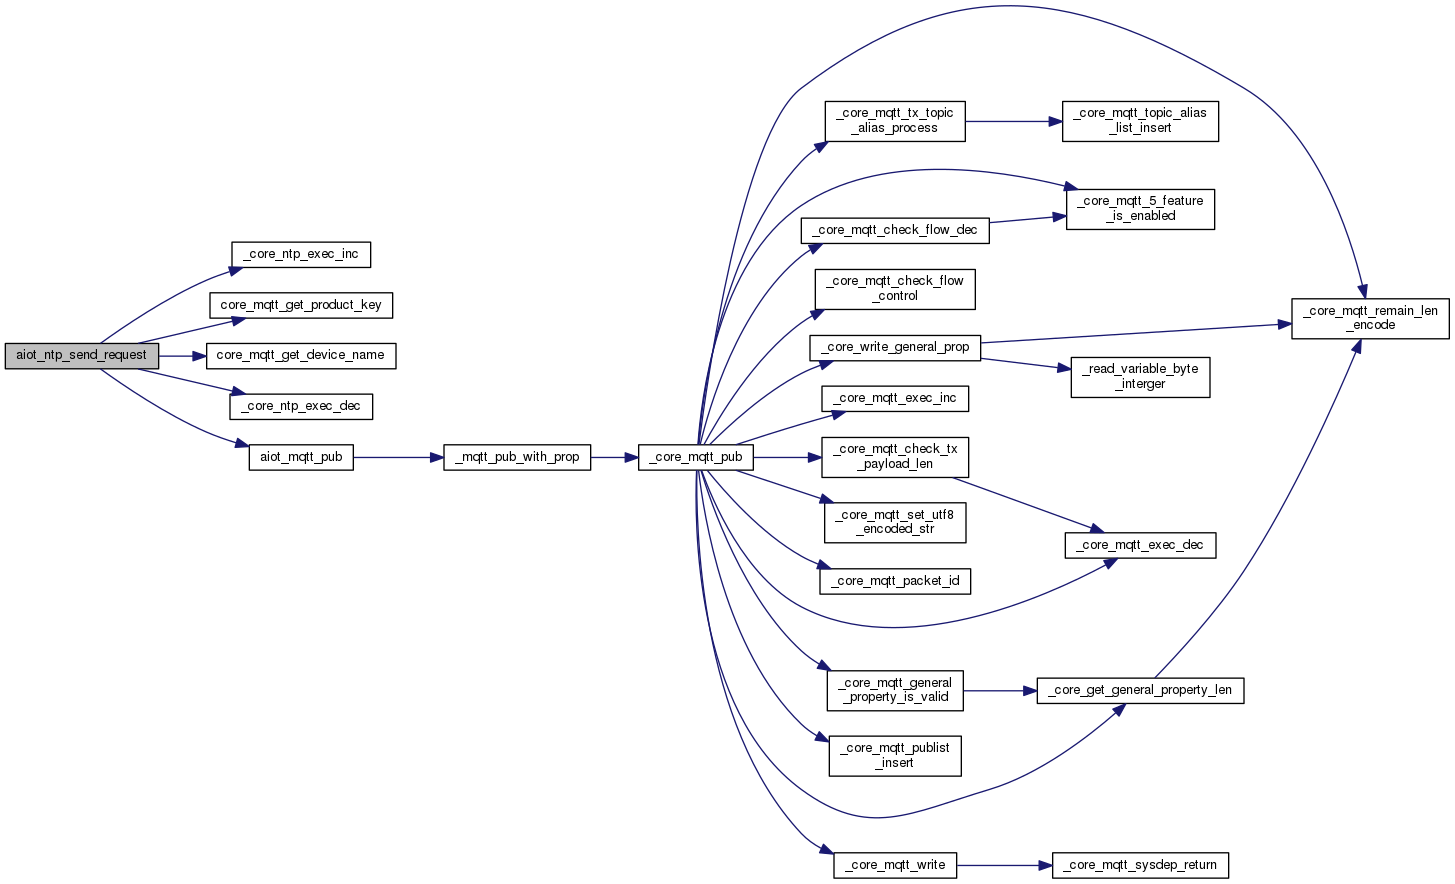 aiot_ntp_send_request
_core_ntp_exec_inc
core_mqtt_get_product_key
core_mqtt_get_device_name
_core_ntp_exec_dec
aiot_mqtt_pub
_mqtt_pub_with_prop
_core_mqtt_pub
_core_mqtt_tx_topic
_alias_process
_core_mqtt_check_flow_dec
_core_mqtt_check_flow
_control
_core_write_general_prop
_core_mqtt_exec_inc
_core_mqtt_check_tx
_payload_len
_core_mqtt_set_utf8
_encoded_str
_core_mqtt_packet_id
_core_mqtt_general
_property_is_valid
_core_mqtt_publist
_insert
_core_mqtt_write
_core_mqtt_topic_alias
_list_insert
_core_mqtt_5_feature
_is_enabled
_read_variable_byte
_interger
_core_mqtt_exec_dec
_core_get_general_property_len
_core_mqtt_sysdep_return
_core_mqtt_remain_len
_encode